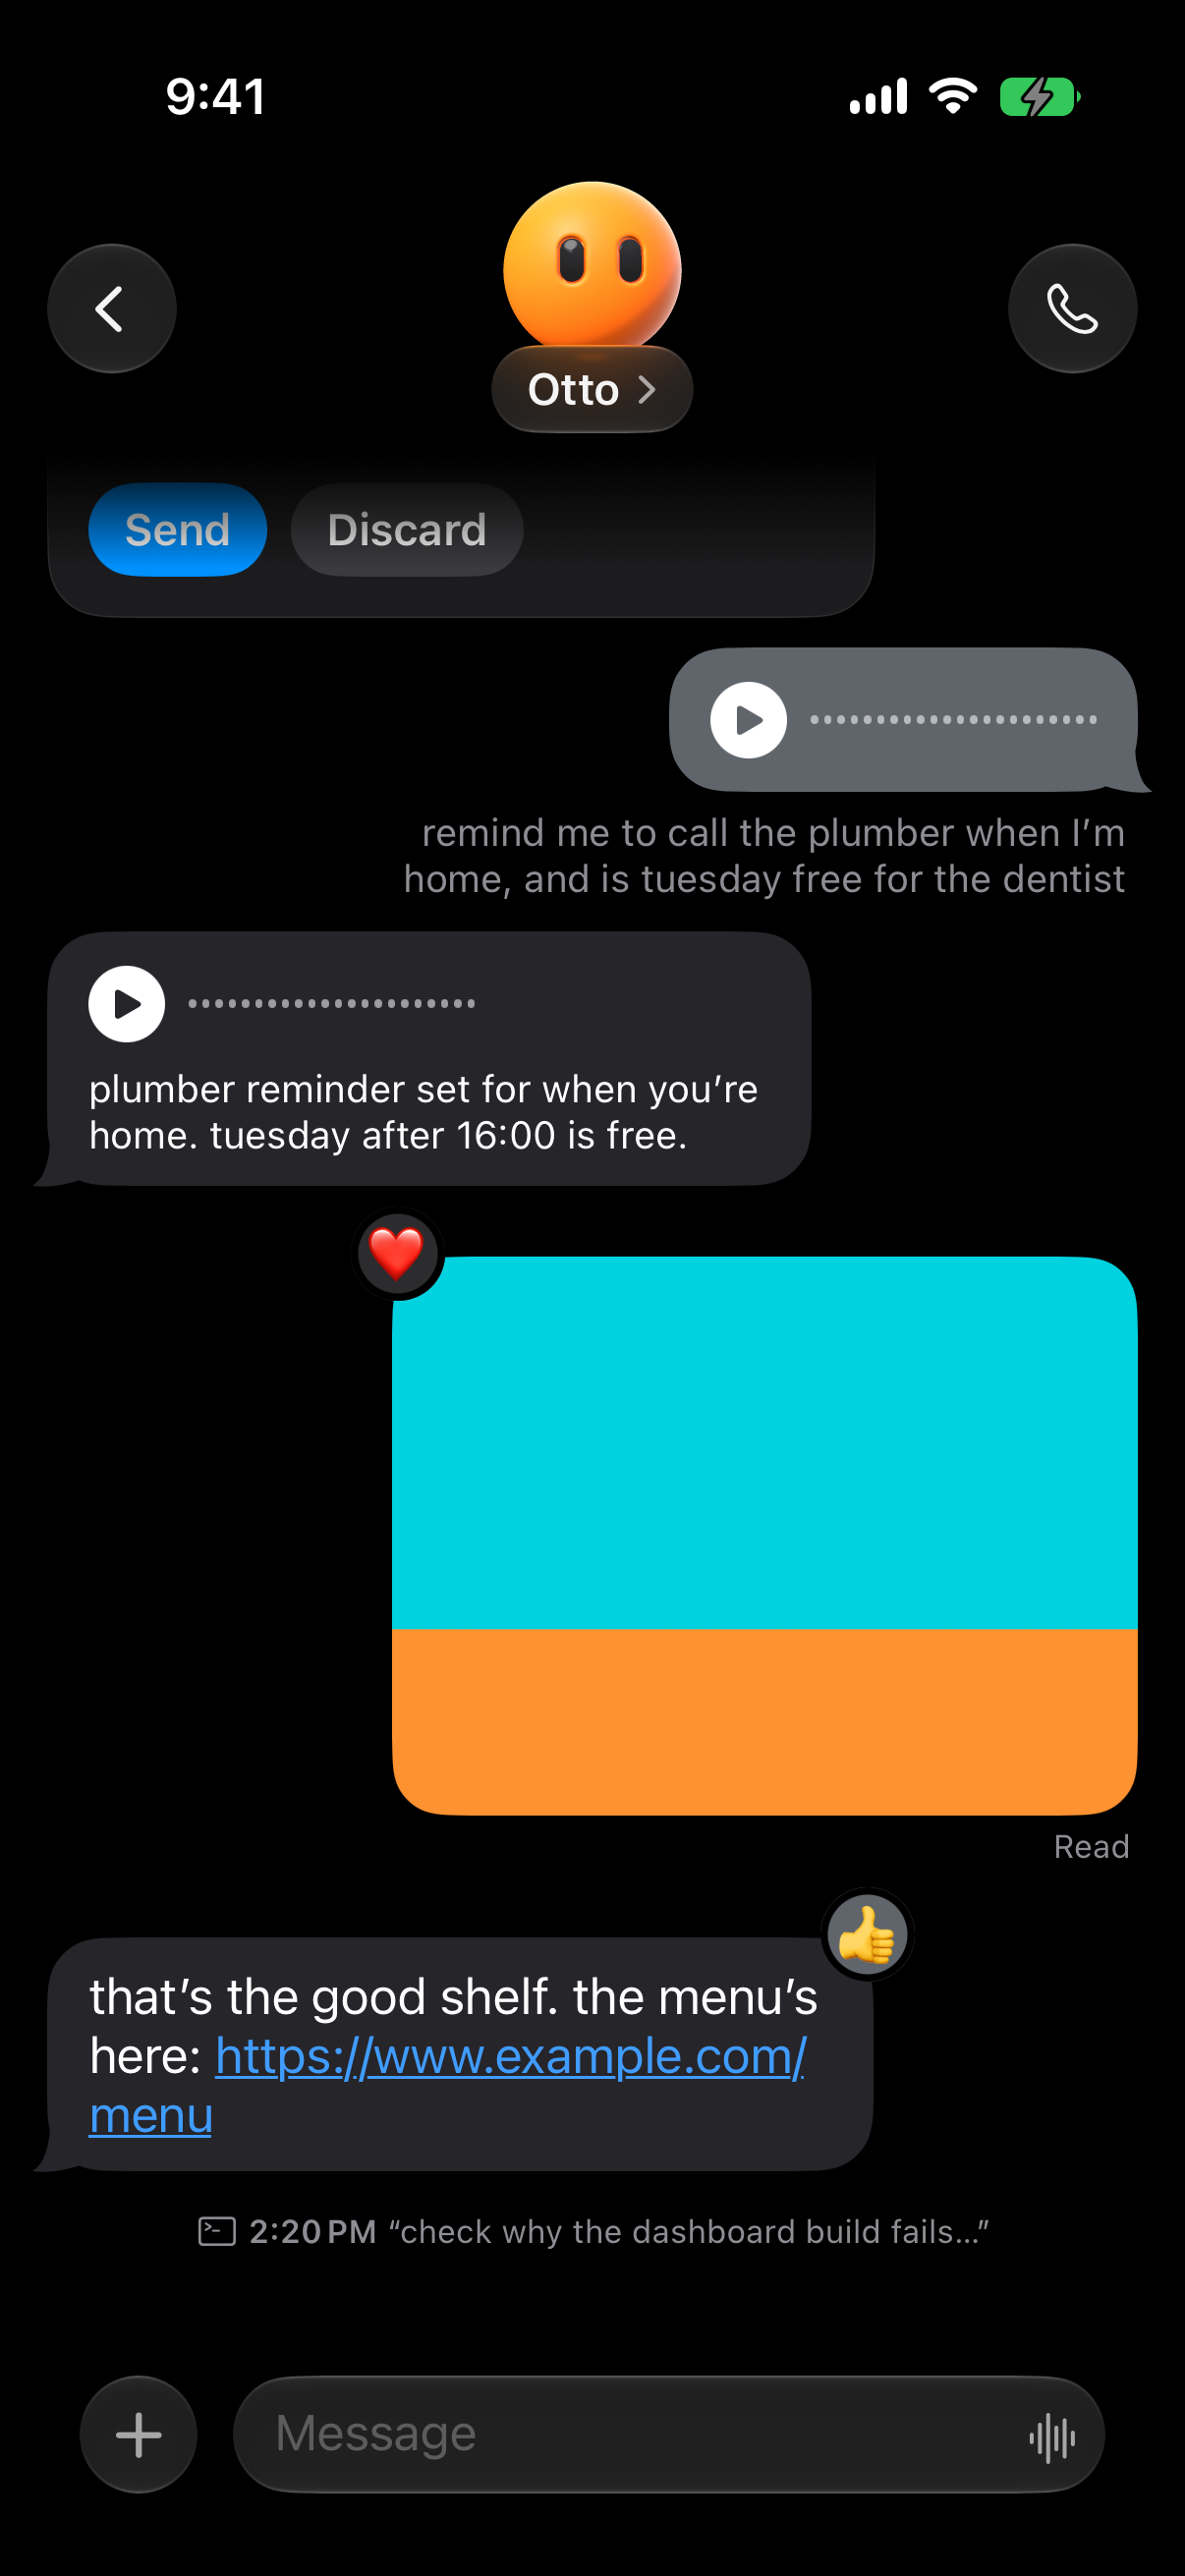 9:41
Otto
Send Discard
remind me to call the plumber when I’m
home, and is tuesday free for the dentist
plumber reminder set for when you’re
home. tuesday after 16:00 is free.
Read
that’s the good shelf. the menu’s
here: https://www.example.com/
menu
2:20 PM “check why the dashboard build fails…”
Message